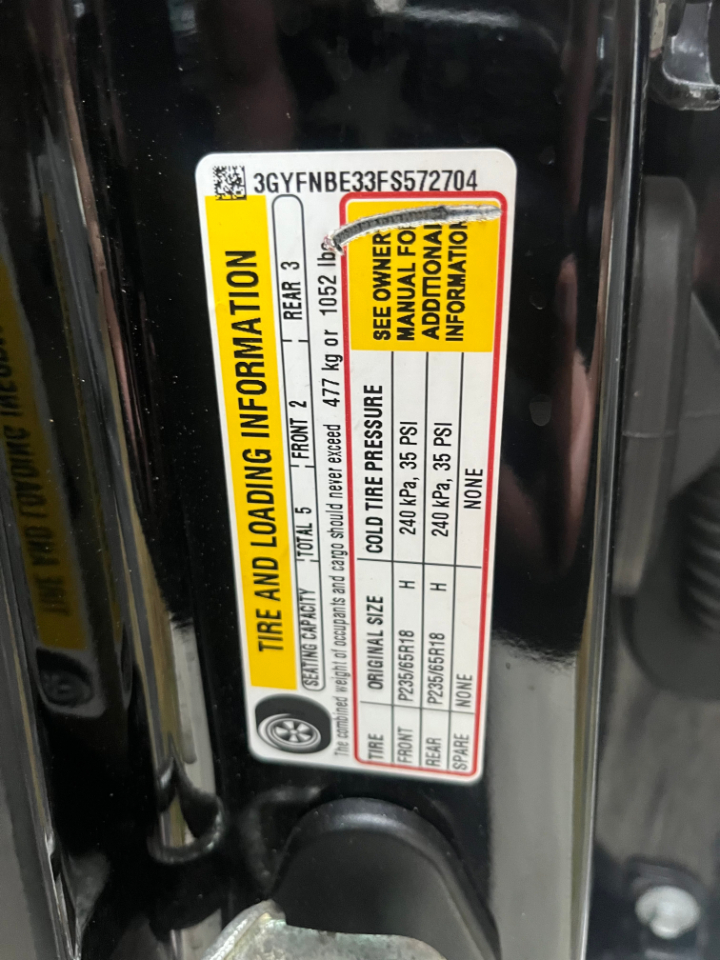 3GYFNBE33FS572704
TIRE AND LOADING INFORMATION
SEATING CAPACITY TOTAL 5 FRONT 2 REAR 3
The combined weight of occupants and cargo should never exceed 477 kg or 1052 lbs
TIRE ORIGINAL SIZE COLD TIRE PRESSURE
FRONT P235/65R18 H 240 kPa, 35 PSI
REAR P235/65R18 H 240 kPa, 35 PSI
SPARE NONE NONE
SEE OWNER
MANUAL FOR
ADDITIONAL
INFORMATION